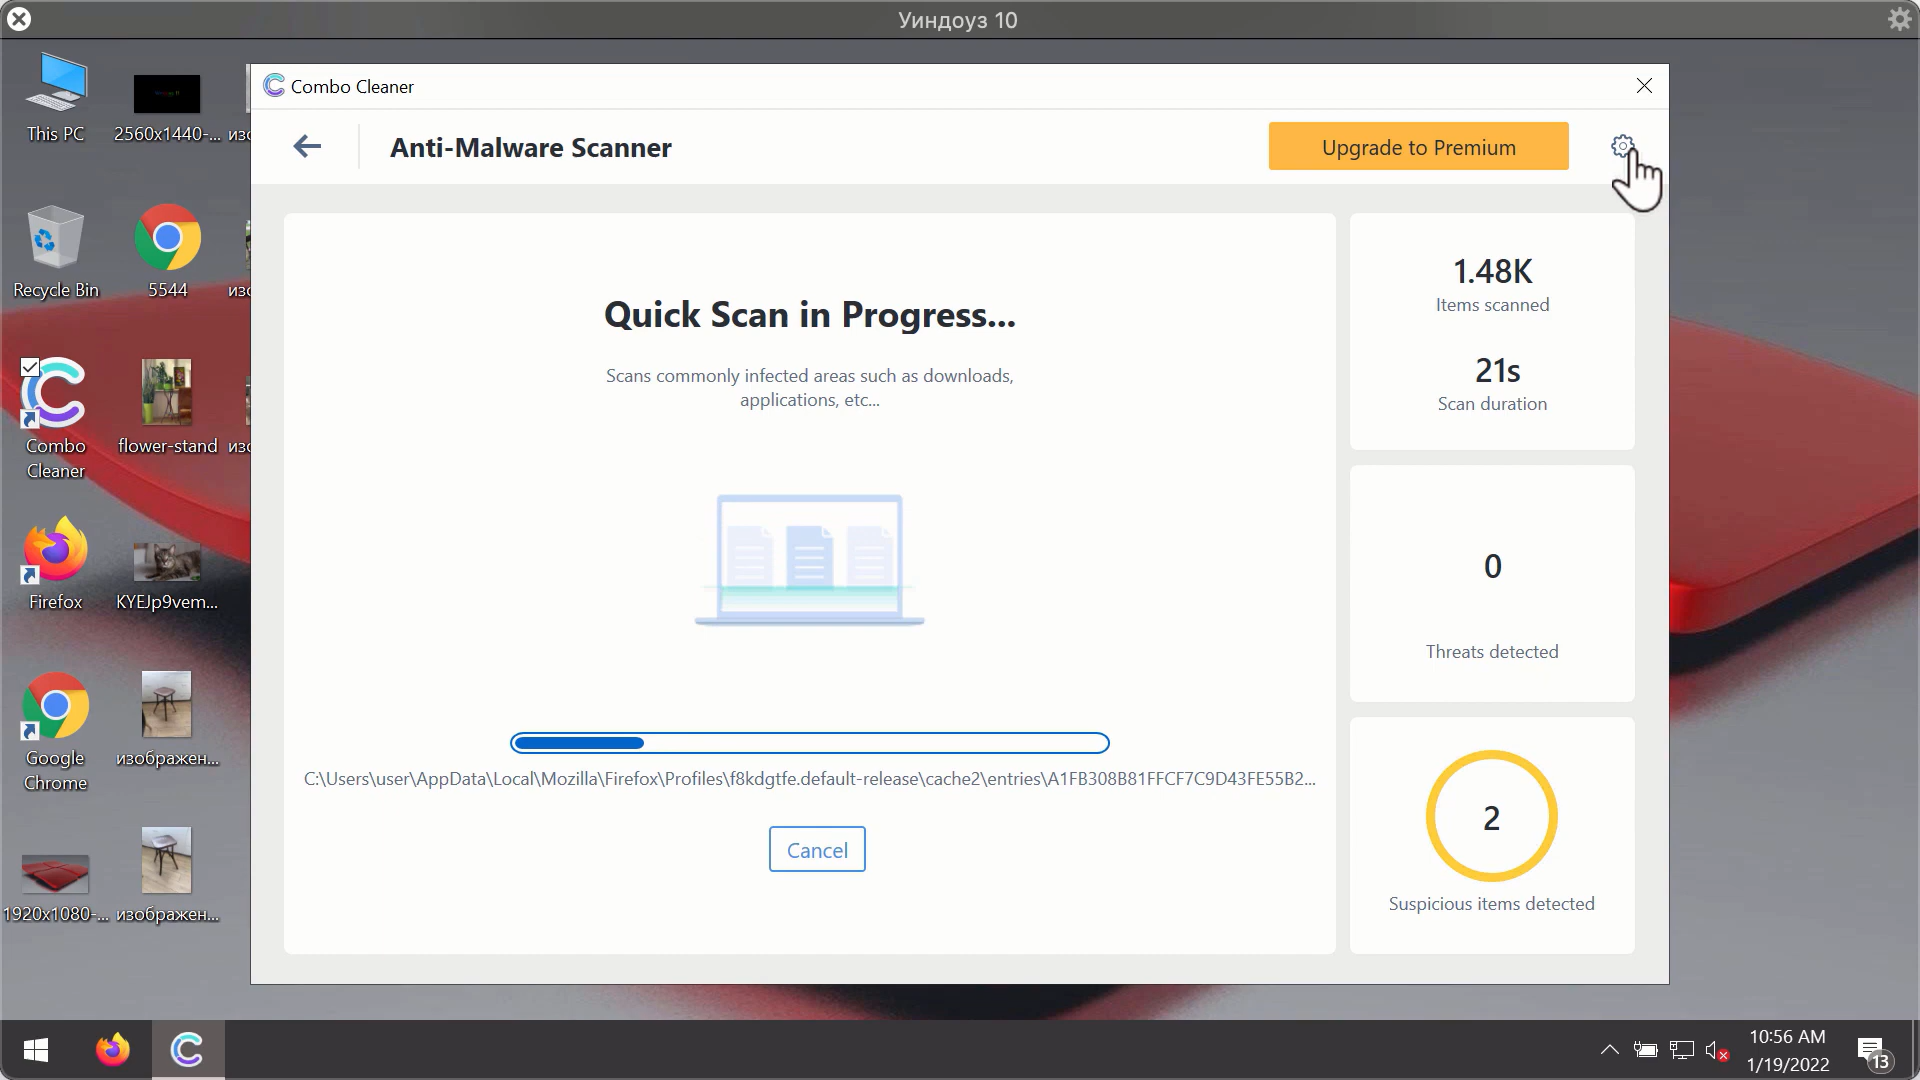 Уиндоуз 10
This PC
2560x1440-...
изо
Recycle Bin
5544
изо
Combo
Cleaner
flower-stand
изо
Firefox
KYEJp9vem...
Google
Chrome
изображен...
1920x1080-...
изображен...
Combo Cleaner
Anti-Malware Scanner
Upgrade to Premium
Quick Scan in Progress...
Scans commonly infected areas such as downloads,
applications, etc...
C:\Users\user\AppData\Local\Mozilla\Firefox\Profiles\f8kdgtfe.default-release\cache2\entries\A1FB308B81FFCF7C9D43FE55B2...
Cancel
1.48K
Items scanned
21s
Scan duration
0
Threats detected
2
Suspicious items detected
10:56 AM
1/19/2022
13